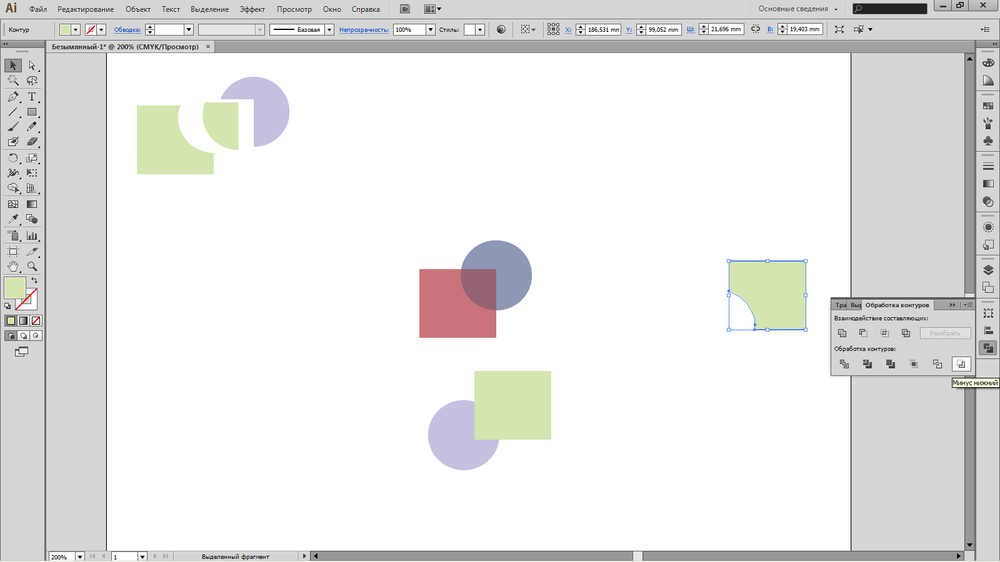 Ai Файл Редактирование Объект Текст Выделение Эффект Просмотр Окно Справка Br Основные сведения
Контур Обводка: Базовая Непрозрачность: 100% Стиль: X: 186,531 mm Y: 99,052 mm Ш: 21,696 mm В: 19,403 mm
Безымянный-1* @ 200% (CMYK/Просмотр) ×
Тра Выр Обработка контуров
Взаимодействие составляющих:
Разобрать
Обработка контуров:
Минус нижний
200% 1 Выделенный фрагмент